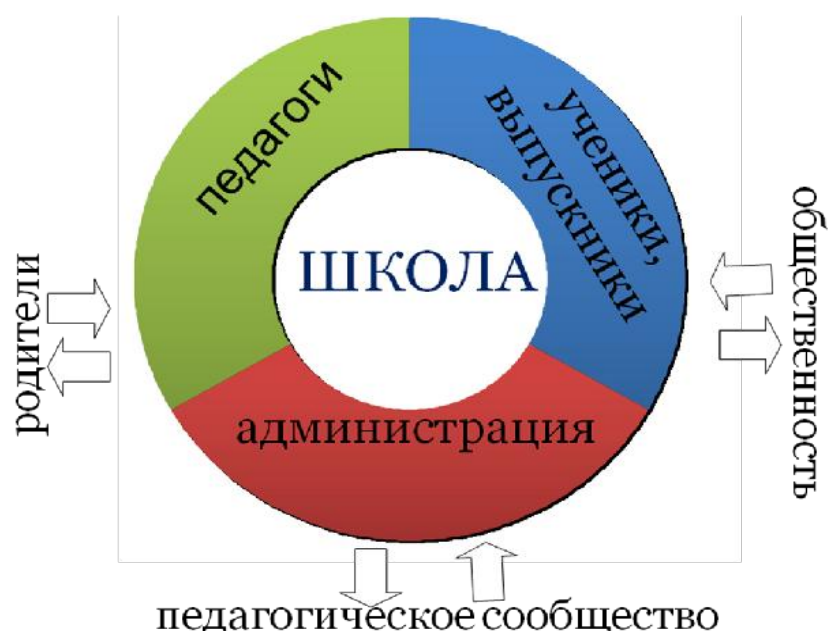 педагоги
ученики,
выпускники
ШКОЛА
администрация
родители
общественность
педагогическое сообщество